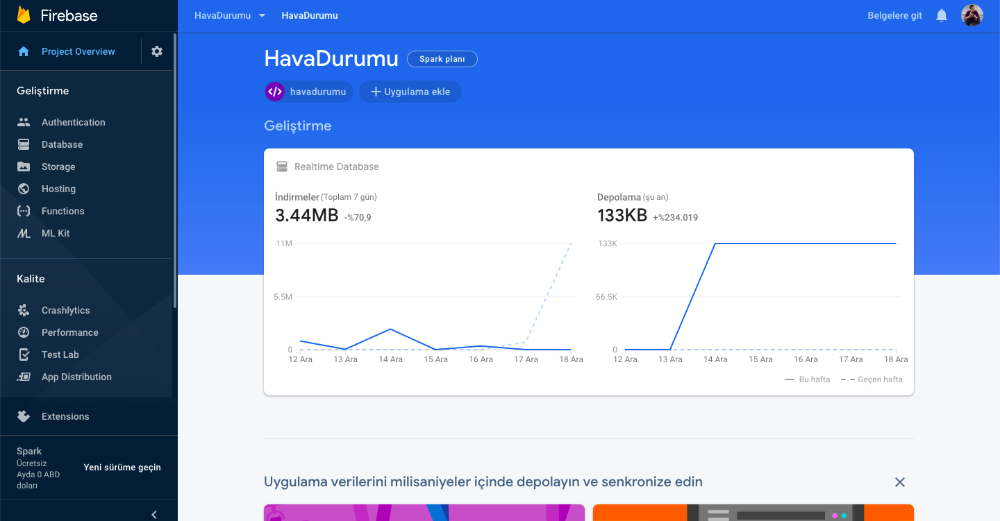 Firebase
HavaDurumu
HavaDurumu
Belgelere git
Project Overview
Geliştirme
Authentication
Database
Storage
Hosting
Functions
ML Kit
Kalite
Crashlytics
Performance
Test Lab
App Distribution
Extensions
Spark
Ücretsiz
Ayda 0 ABD
doları
Yeni sürüme geçin
HavaDurumu
Spark planı
havadurumu
Uygulama ekle
Geliştirme
Realtime Database
İndirmeler (Toplam 7 gün)
3.44MB -%70,9
11M
5.5M
0
12 Ara 13 Ara 14 Ara 15 Ara 16 Ara 17 Ara 18 Ara
Depolama (şu an)
133KB +%234.019
133K
66.5K
0
12 Ara 13 Ara 14 Ara 15 Ara 16 Ara 17 Ara 18 Ara
Bu hafta Geçen hafta
Uygulama verilerini milisaniyeler içinde depolayın ve senkronize edin